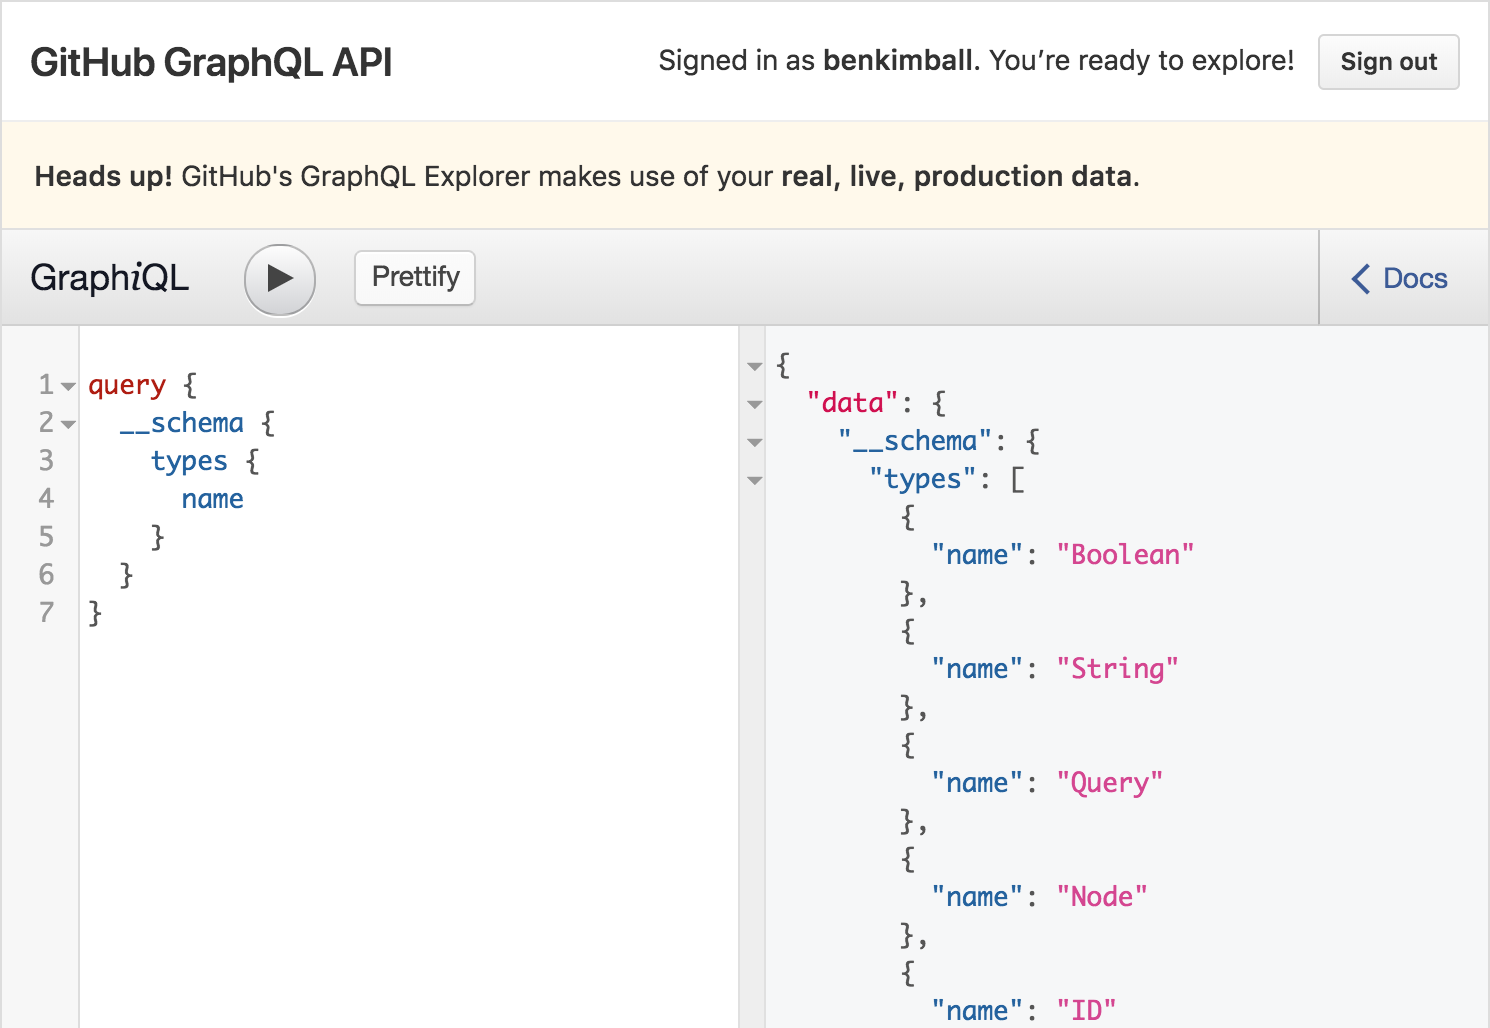 GitHub GraphQL API
Signed in as benkimball. You’re ready to explore!
Sign out
Heads up! GitHub's GraphQL Explorer makes use of your real, live, production data.
GraphiQL
Prettify
Docs
1 query {
2 __schema {
3 types {
4 name
5 }
6 }
7 }
{
"data": {
"__schema": {
"types": [
{
"name": "Boolean"
},
{
"name": "String"
},
{
"name": "Query"
},
{
"name": "Node"
},
{
"name": "ID"